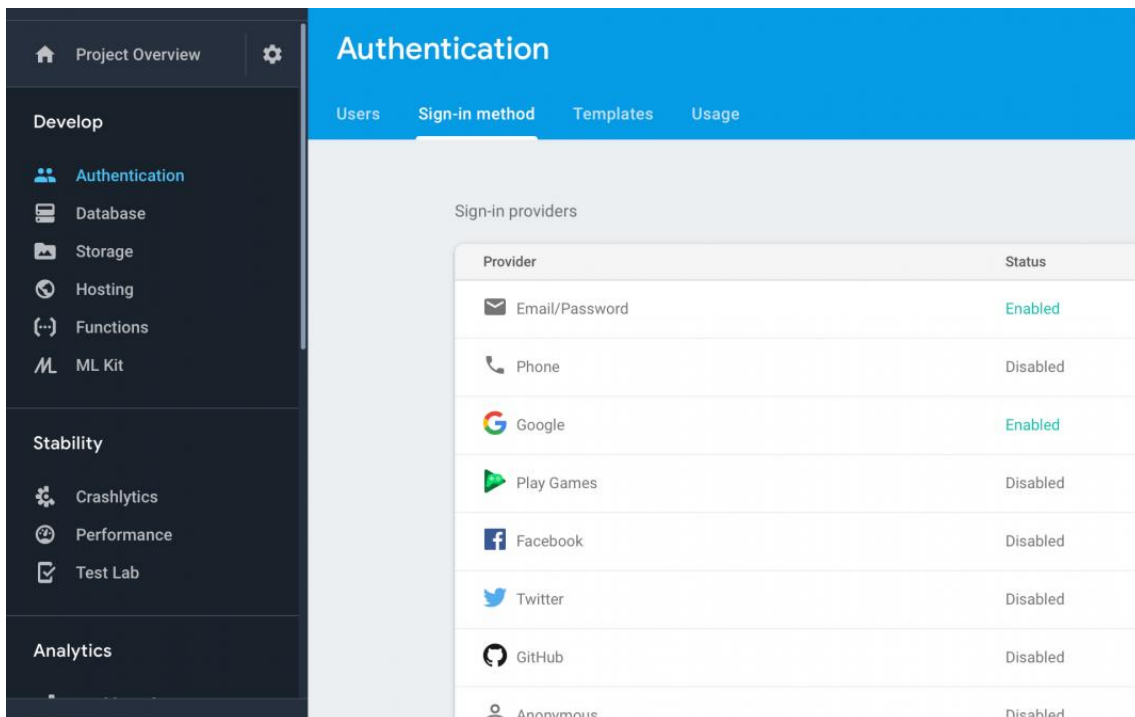 Project Overview
Develop
Authentication
Database
Storage
Hosting
Functions
ML Kit
Stability
Crashlytics
Performance
Test Lab
Analytics
Authentication
Users Sign-in method Templates Usage
Sign-in providers
Provider Status
Email/Password Enabled
Phone Disabled
Google Enabled
Play Games Disabled
Facebook Disabled
Twitter Disabled
GitHub Disabled
Anonymous Disabled